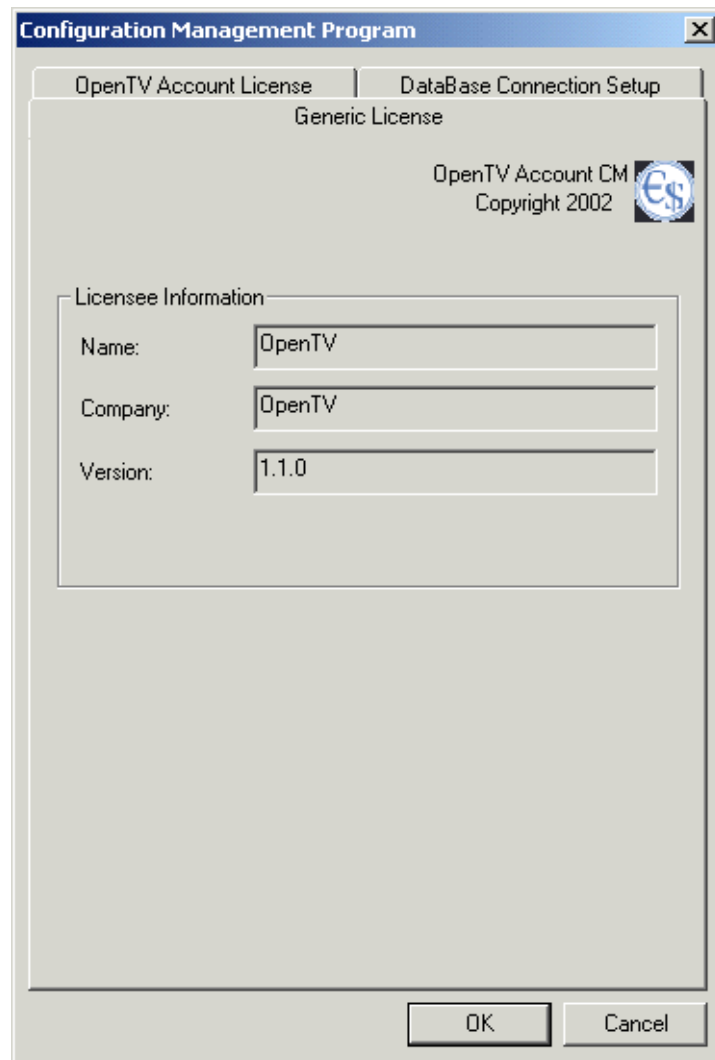 Configuration Management Program
OpenTV Account License
DataBase Connection Setup
Generic License
OpenTV Account CM
Copyright 2002
€$
Licensee Information
Name:
OpenTV
Company:
OpenTV
Version:
1.1.0
OK
Cancel